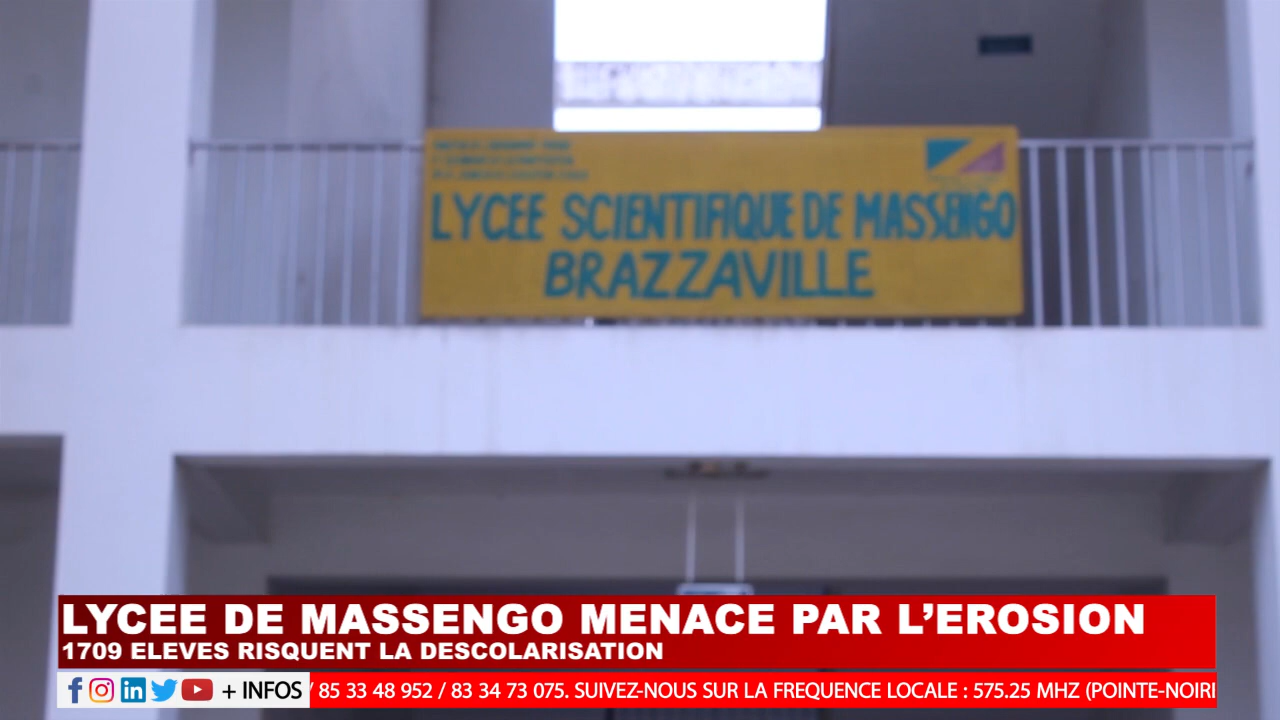 LYCEE SCIENTIFIQUE DE MASSENGO
BRAZZAVILLE
LYCEE DE MASSENGO MENACE PAR L’EROSION
1709 ELEVES RISQUENT LA DESCOLARISATION
+ INFOS / 85 33 48 952 / 83 34 73 075. SUIVEZ-NOUS SUR LA FREQUENCE LOCALE : 575.25 MHZ (POINTE-NOIRI